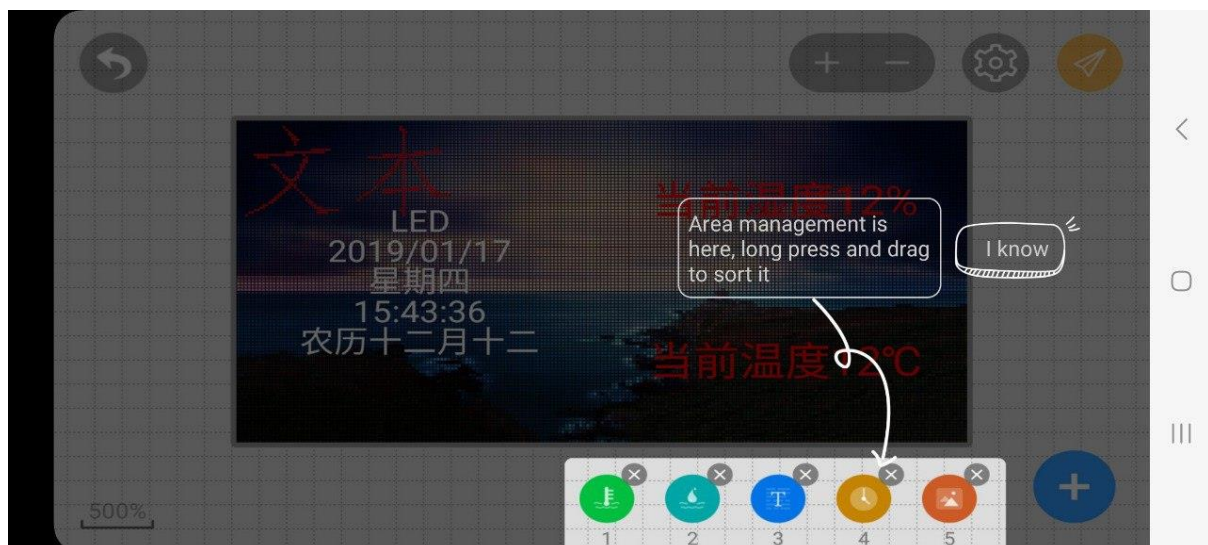 文本
LED
2019/01/17
星期四
15:43:36
农历十二月十二
当前温度12%
Area management is
here, long press and drag
to sort it
I know
当前温度12℃
500%
T
1 2 3 4 5